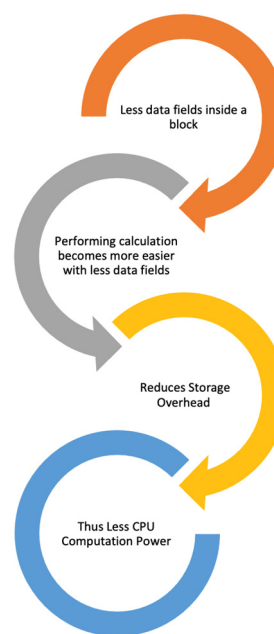 Less data fields inside a
block
Performing calculation
becomes more easier
with less data fields
Reduces Storage
Overhead
Thus Less CPU
Computation Power